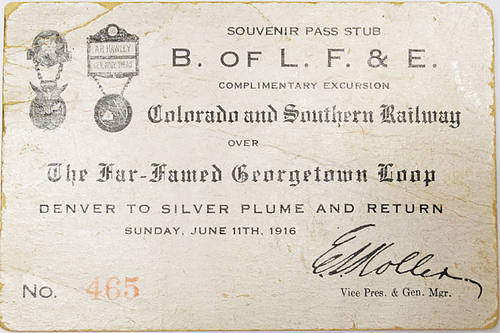 SOUVENIR PASS STUB
B. OF L. F. & E.
COMPLIMENTARY EXCURSION
Colorado and Southern Railway
OVER
The Far-Famed Georgetown Loop
DENVER TO SILVER PLUME AND RETURN
SUNDAY, JUNE 11TH, 1916
Vice Pres. & Gen. Mgr.
No. 465
A.R. HAWLEY